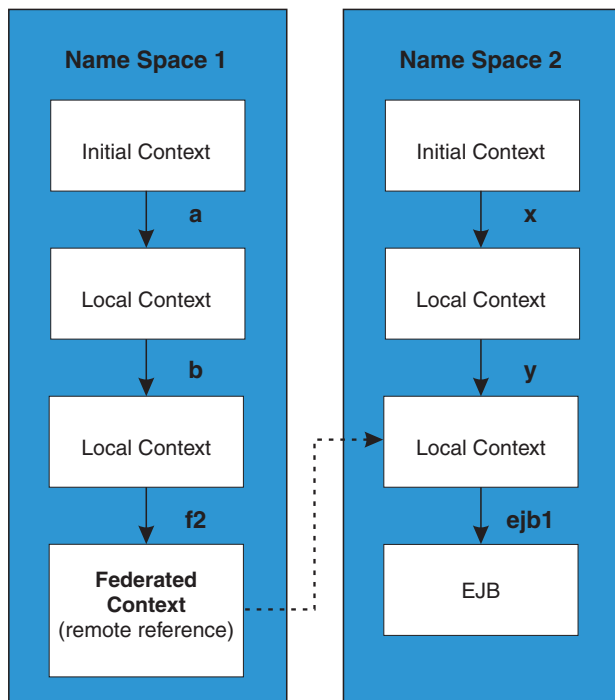 Name Space 1
Initial Context
a
Local Context
b
Local Context
f2
Federated
Context
(remote reference)
Name Space 2
Initial Context
x
Local Context
y
Local Context
ejb1
EJB